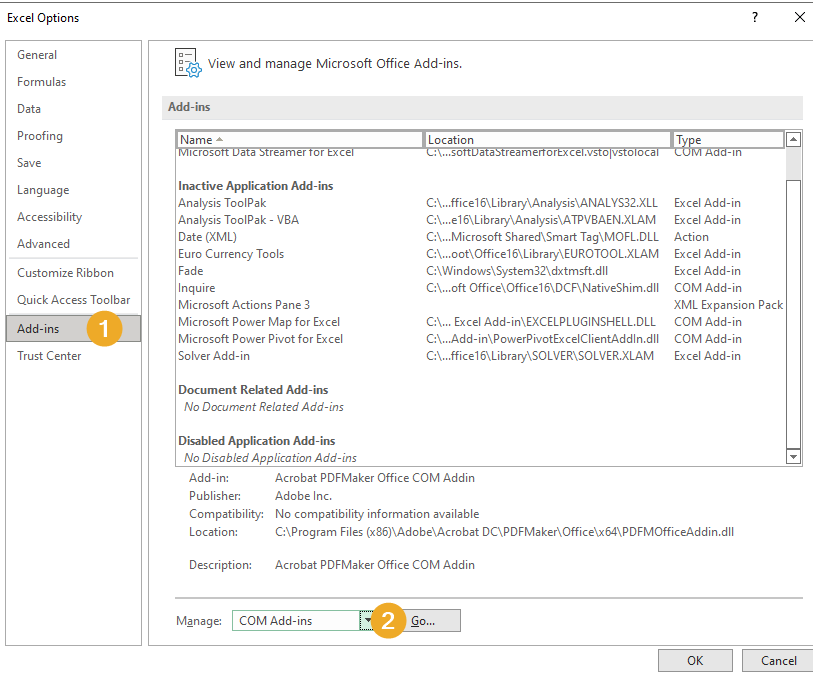 Excel Options
?
General
Formulas
Data
Proofing
Save
Language
Accessibility
Advanced
Customize Ribbon
Quick Access Toolbar
Add-ins 1
Trust Center
View and manage Microsoft Office Add-ins.
Add-ins
Name Location Type
Microsoft Data Streamer for Excel C:\...softDataStreamerforExcel.vsto|vstolocal COM Add-in
Inactive Application Add-ins
Analysis ToolPak C:\...ffice16\Library\Analysis\ANALYS32.XLL Excel Add-in
Analysis ToolPak - VBA C:\...e16\Library\Analysis\ATPVBAEN.XLAM Excel Add-in
Date (XML) C:\...Microsoft Shared\Smart Tag\MOFL.DLL Action
Euro Currency Tools C:\...oot\Office16\Library\EUROTOOL.XLAM Excel Add-in
Fade C:\Windows\System32\dxtmsft.dll Excel Add-in
Inquire C:\...oft Office\Office16\DCF\NativeShim.dll COM Add-in
Microsoft Actions Pane 3 XML Expansion Pack
Microsoft Power Map for Excel C:\... Excel Add-in\EXCELPLUGINSHELL.DLL COM Add-in
Microsoft Power Pivot for Excel C:\...Add-in\PowerPivotExcelClientAddIn.dll COM Add-in
Solver Add-in C:\...ffice16\Library\SOLVER\SOLVER.XLAM Excel Add-in
Document Related Add-ins
No Document Related Add-ins
Disabled Application Add-ins
No Disabled Application Add-ins
Add-in: Acrobat PDFMaker Office COM Addin
Publisher: Adobe Inc.
Compatibility: No compatibility information available
Location: C:\Program Files (x86)\Adobe\Acrobat DC\PDFMaker\Office\x64\PDFMOfficeAddin.dll
Description: Acrobat PDFMaker Office COM Addin
Manage: COM Add-ins 2 Go...
OK Cancel